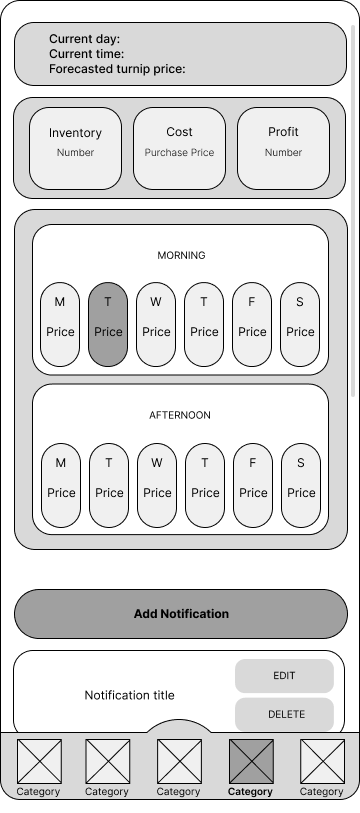 Current day:
Current time:
Forecasted turnip price:
Inventory Cost Profit
Number Purchase Price Number
MORNING
M T W T F S
Price Price Price Price Price Price
AFTERNOON
M T W T F S
Price Price Price Price Price Price
Add Notification
EDIT
Notification title
DELETE
Category Category Category Category Category